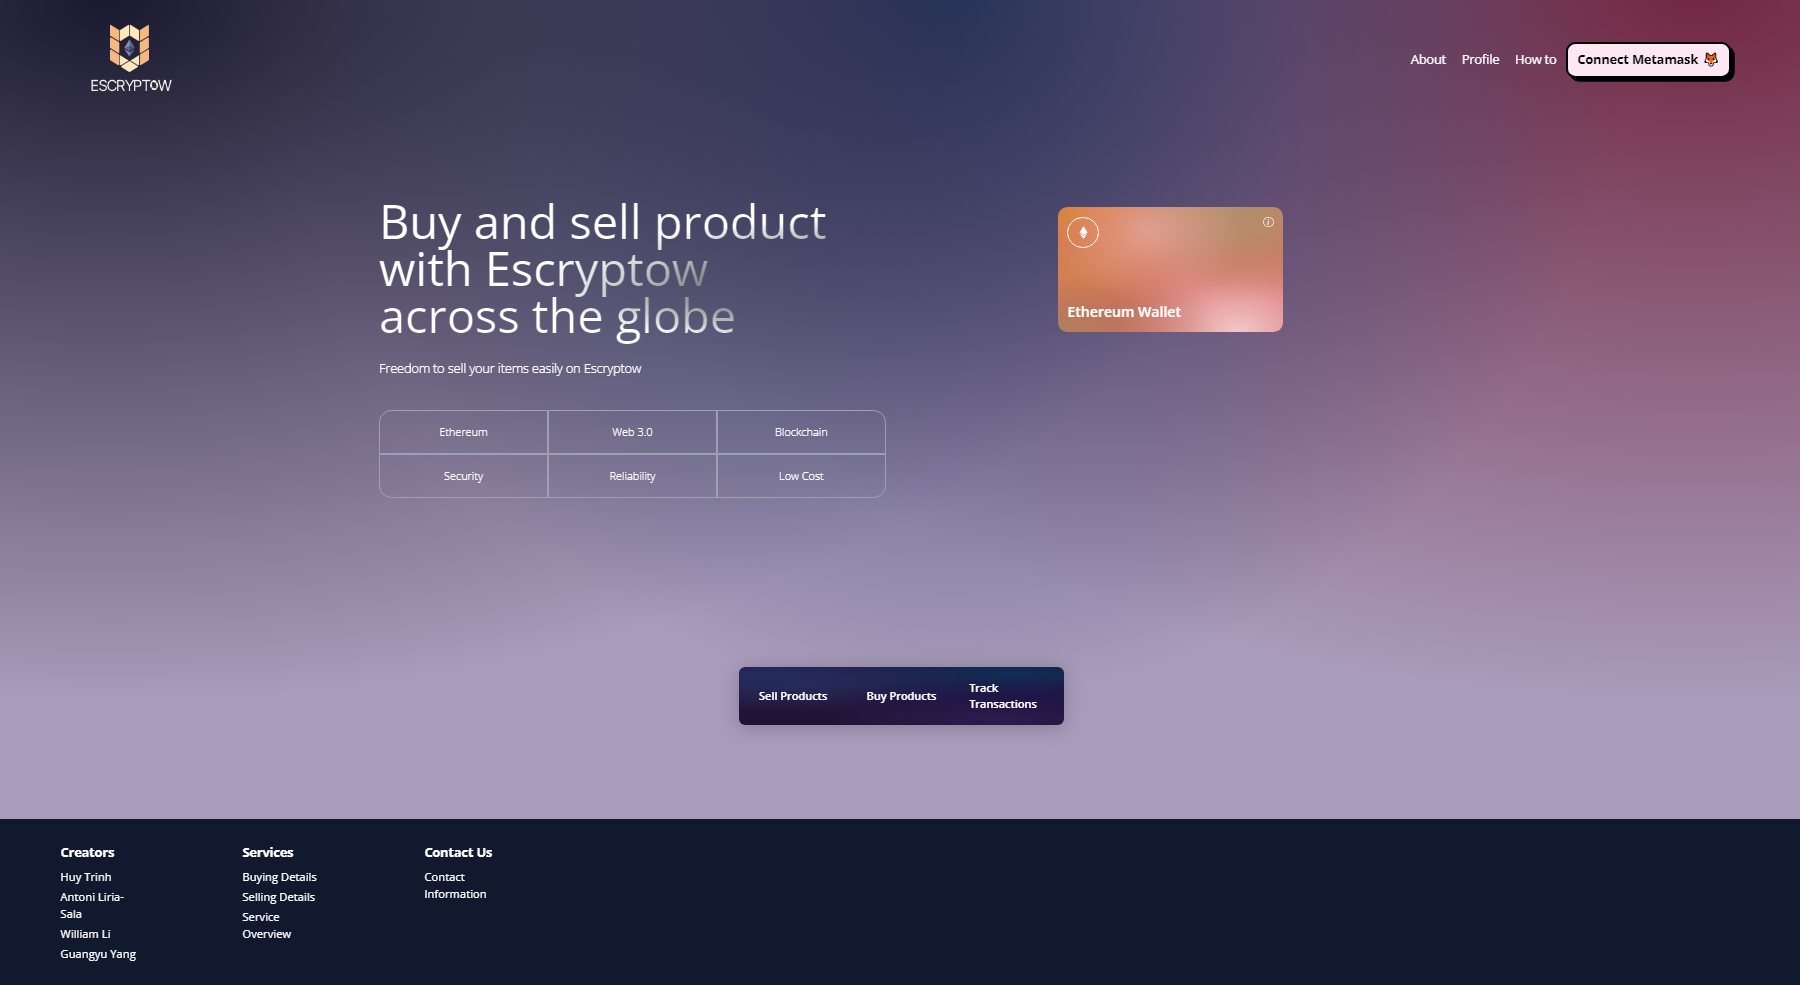 ESCRYPTOW
About
Profile
How to
Connect Metamask
Buy and sell product
with Escryptow
across the globe
Freedom to sell your items easily on Escryptow
Ethereum
Web 3.0
Blockchain
Security
Reliability
Low Cost
Ethereum Wallet
Sell Products
Buy Products
Track
Transactions
Creators
Huy Trinh
Antoni Liria-
Sala
William Li
Guangyu Yang
Services
Buying Details
Selling Details
Service
Overview
Contact Us
Contact
Information